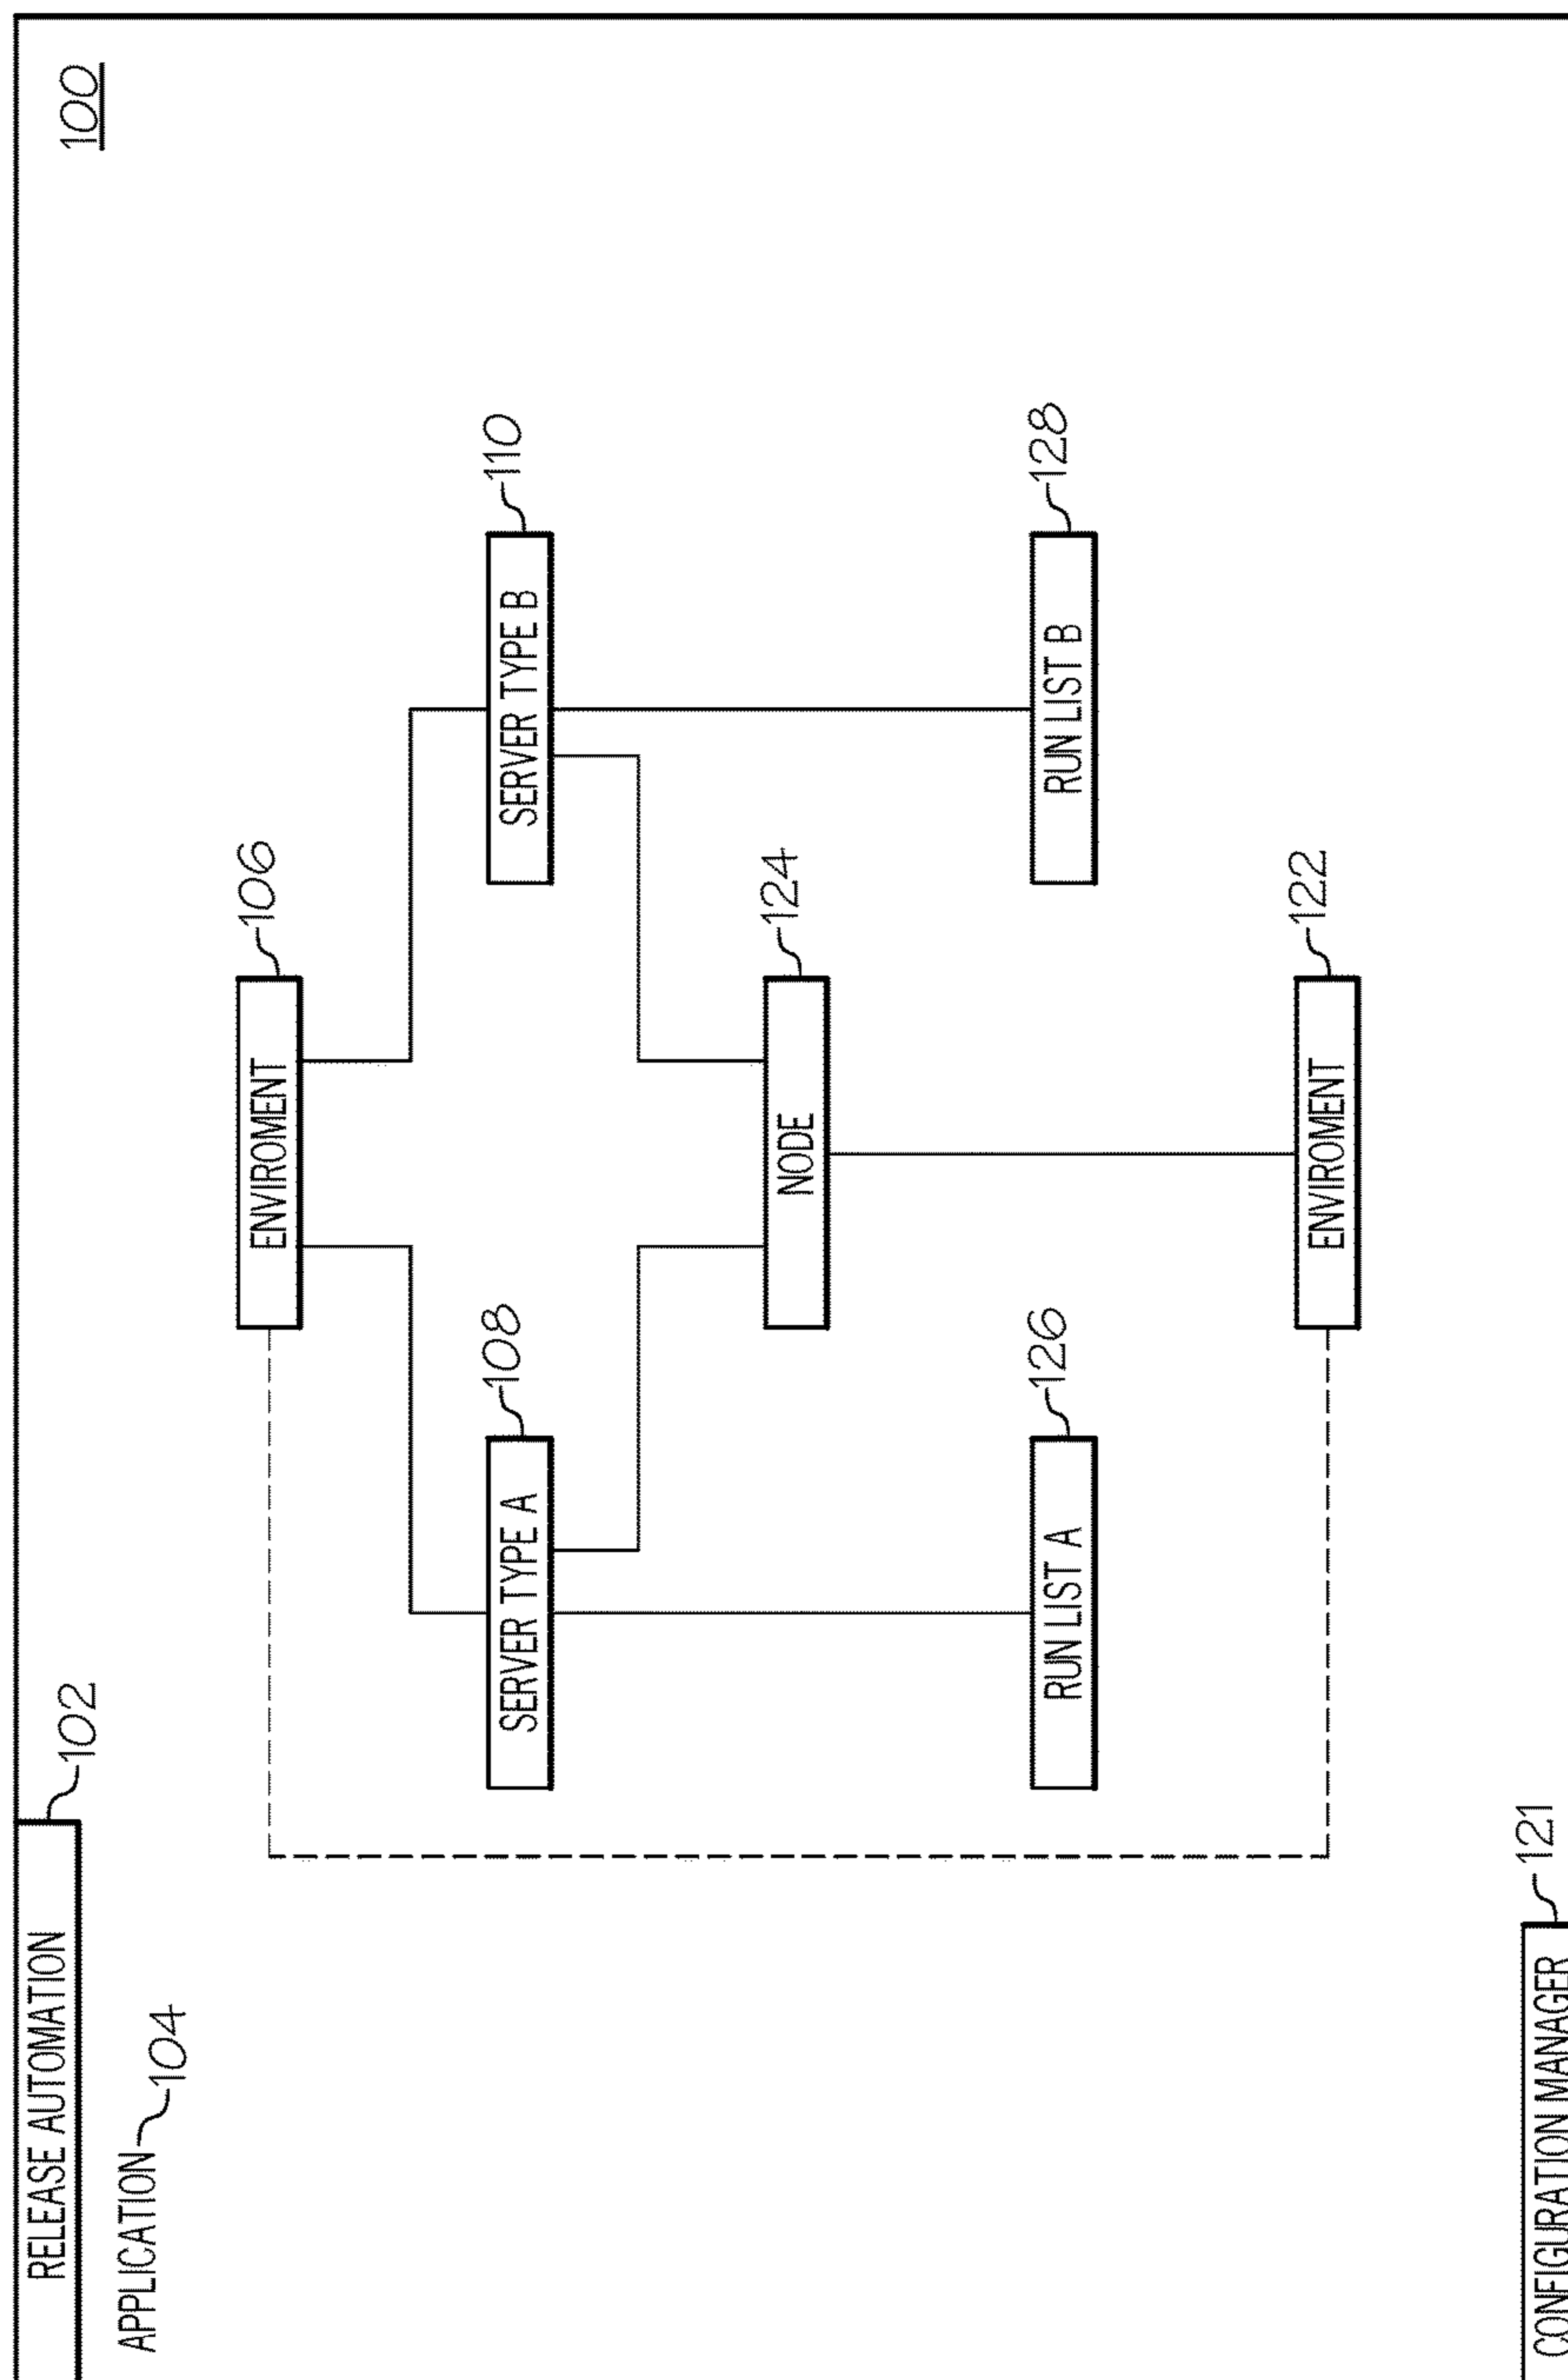 RELEASE AUTOMATION 102
100
APPLICATION 104
ENVIROMENT 106
SERVER TYPE A 108
SERVER TYPE B 110
NODE 124
RUN LIST A 126
RUN LIST B 128
ENVIROMENT 122
CONFIGURATION MANAGER 121